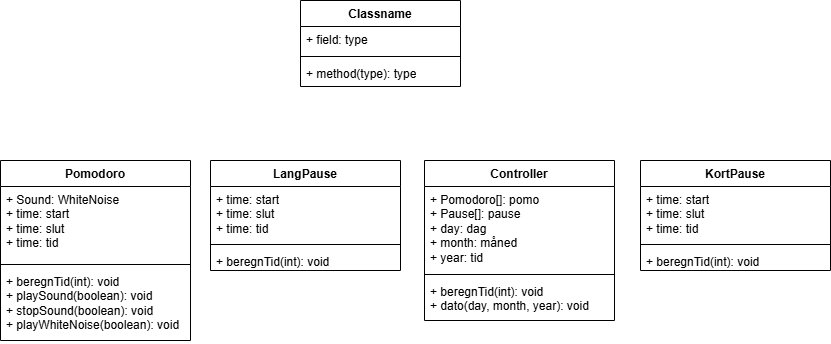 Classname
+ field: type
+ method(type): type
Pomodoro
+ Sound: WhiteNoise
+ time: start
+ time: slut
+ time: tid
+ beregnTid(int): void
+ playSound(boolean): void
+ stopSound(boolean): void
+ playWhiteNoise(boolean): void
LangPause
+ time: start
+ time: slut
+ time: tid
+ beregnTid(int): void
Controller
+ Pomodoro[]: pomo
+ Pause[]: pause
+ day: dag
+ month: måned
+ year: tid
+ beregnTid(int): void
+ dato(day, month, year): void
KortPause
+ time: start
+ time: slut
+ time: tid
+ beregnTid(int): void